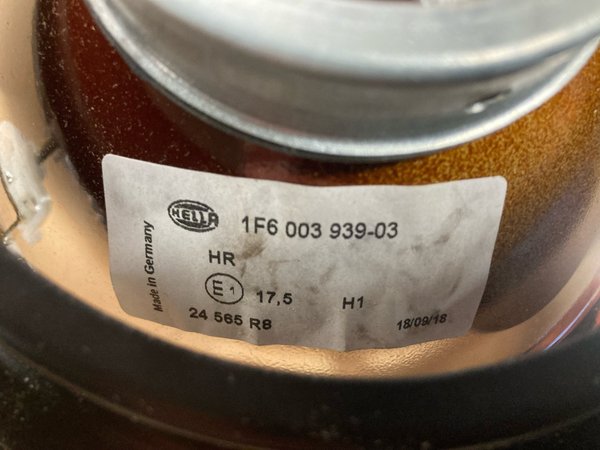 HELLA
1F6 003 939-03
HR
E1 17,5 H1
24 565 R8
18/09/18
Made in Germany